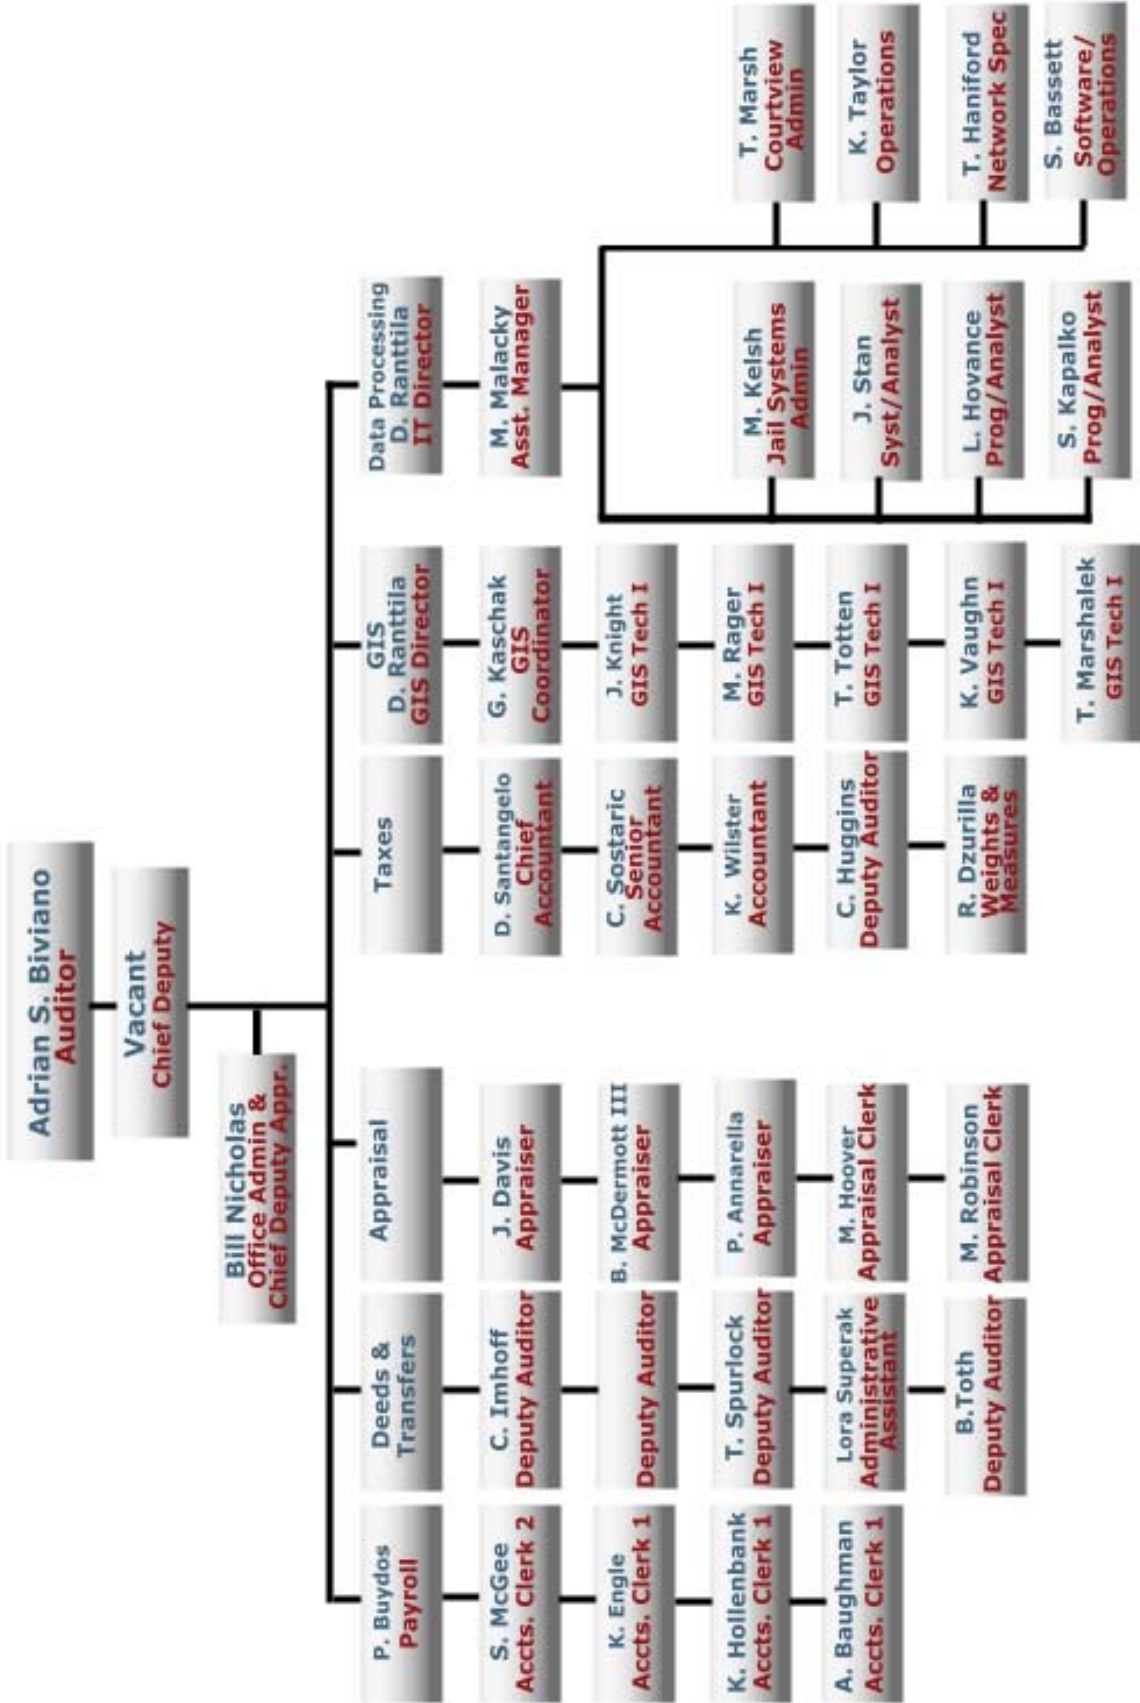 Adrian S. Biviano
Auditor
Vacant
Chief Deputy
Bill Nicholas
Office Admin &
Chief Deputy Appr.
P. Buydos
Payroll
S. McGee
Accts. Clerk 2
K. Engle
Accts. Clerk 1
K. Hollenbank
Accts. Clerk 1
A. Baughman
Accts. Clerk 1
Deeds &
Transfers
C. Imhoff
Deputy Auditor
Deputy Auditor
T. Spurlock
Deputy Auditor
Lora Superak
Administrative
Assistant
B.Toth
Deputy Auditor
Appraisal
J. Davis
Appraiser
B. McDermott III
Appraiser
P. Annarella
Appraiser
M. Hoover
Appraisal Clerk
M. Robinson
Appraisal Clerk
Taxes
D. Santangelo
Chief
Accountant
C. Sostaric
Senior
Accountant
K. Wilster
Accountant
C. Huggins
Deputy Auditor
R. Dzurilla
Weights &
Measures
GIS
D. Ranttila
GIS Director
G. Kaschak
GIS
Coordinator
J. Knight
GIS Tech I
M. Rager
GIS Tech I
T. Totten
GIS Tech I
K. Vaughn
GIS Tech I
T. Marshalek
GIS Tech I
Data Processing
D. Ranttila
IT Director
M. Malacky
Asst. Manager
M. Kelsh
Jail Systems
Admin
J. Stan
Syst/Analyst
L. Hovance
Prog/Analyst
S. Kapalko
Prog/Analyst
T. Marsh
Courtview
Admin
K. Taylor
Operations
T. Haniford
Network Spec
S. Bassett
Software/
Operations